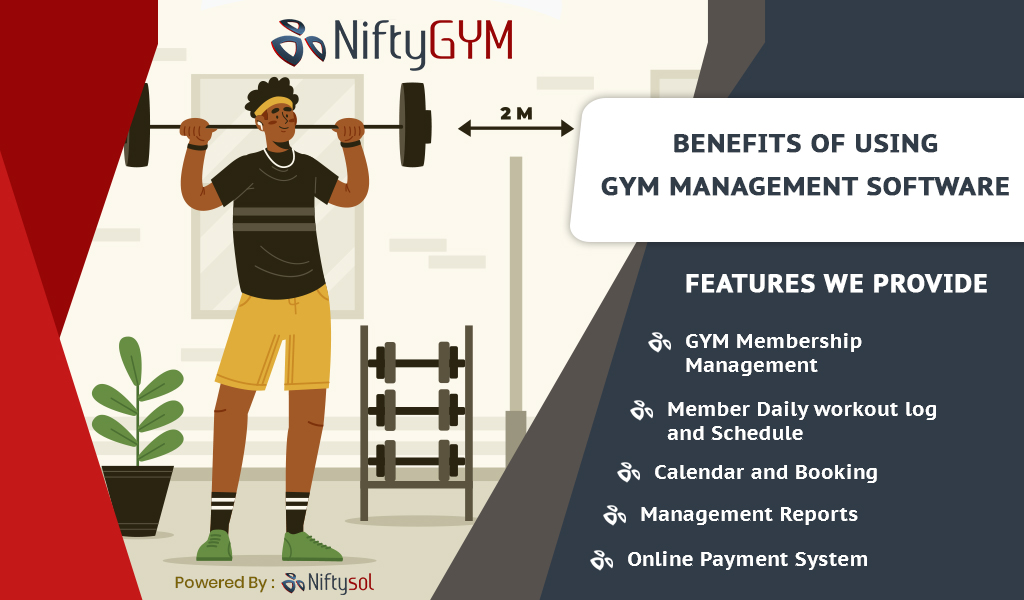 NiftyGYM
2 M
BENEFITS OF USING
GYM MANAGEMENT SOFTWARE
FEATURES WE PROVIDE
GYM Membership
Management
Member Daily workout log
and Schedule
Calendar and Booking
Management Reports
Online Payment System
Powered By : Niftysol